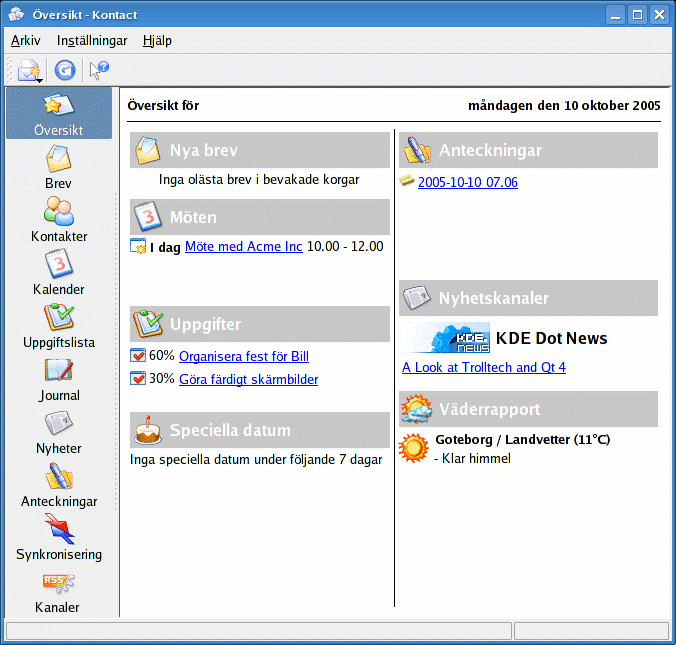 Översikt - Kontact
Arkiv Inställningar Hjälp
Översikt
Brev
Kontakter
Kalender
Uppgiftslista
Journal
Nyheter
Anteckningar
Synkronisering
RSS
Kanaler
Översikt för måndagen den 10 oktober 2005
Nya brev
Inga olästa brev i bevakade korgar
3 Möten
I dag Möte med Acme Inc 10.00 - 12.00
Uppgifter
60% Organisera fest för Bill
30% Göra färdigt skärmbilder
Speciella datum
Inga speciella datum under följande 7 dagar
Anteckningar
2005-10-10 07.06
Nyhetskanaler
KDE NEWS KDE Dot News
A Look at Trolltech and Qt 4
Väderrapport
Goteborg / Landvetter (11°C)
- Klar himmel